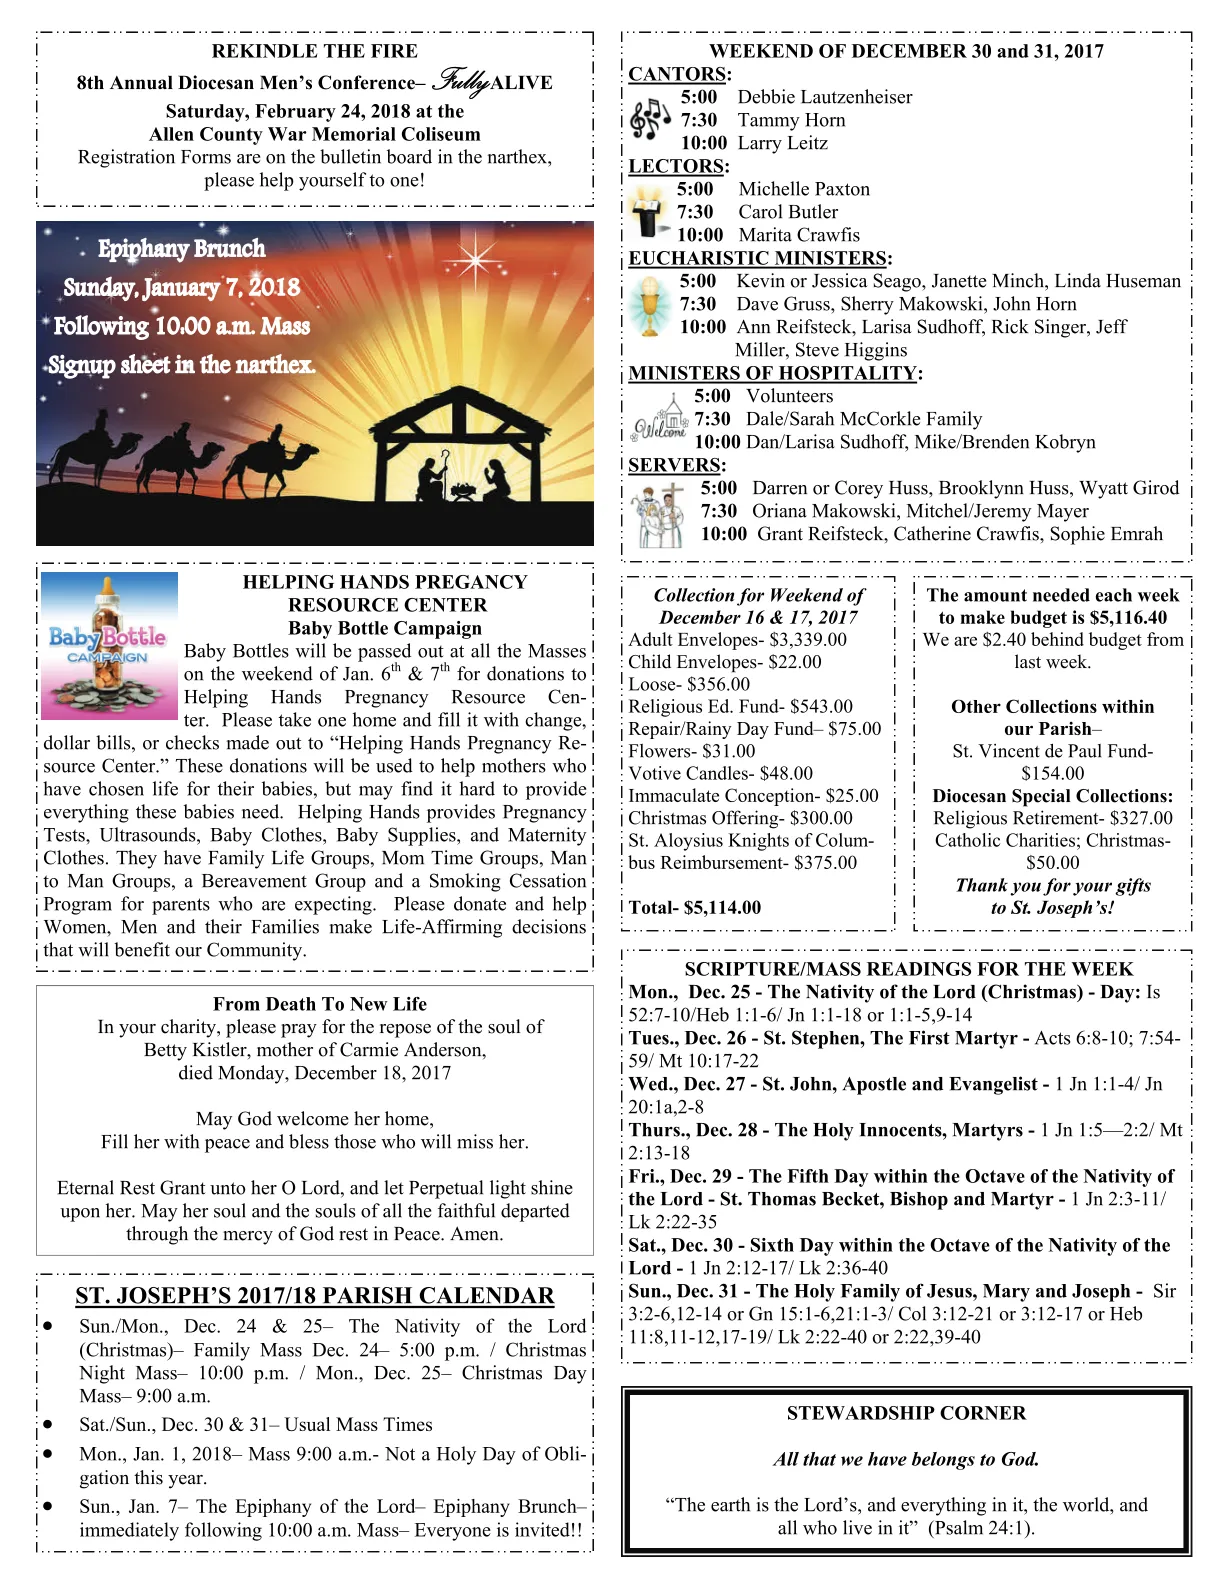 REKINDLE THE FIRE
8th Annual Diocesan Men's Conference– Fully ALIVE
Saturday, February 24, 2018 at the
Allen County War Memorial Coliseum
Registration Forms are on the bulletin board in the narthex,
please help yourself to one!
Epiphany Brunch
Sunday, January 7, 2018
Following 10:00 a.m. Mass
Signup sheet in the narthex.
HELPING HANDS PREGANCY
RESOURCE CENTER
Baby Bottle Campaign
Baby Bottle
CAMPAIGN
Baby Bottles will be passed out at all the Masses
on the weekend of Jan. 6th & 7th for donations to
Helping Hands Pregnancy Resource Cen-
ter. Please take one home and fill it with change,
dollar bills, or checks made out to “Helping Hands Pregnancy Re-
source Center.” These donations will be used to help mothers who
have chosen life for their babies, but may find it hard to provide
everything these babies need. Helping Hands provides Pregnancy
Tests, Ultrasounds, Baby Clothes, Baby Supplies, and Maternity
Clothes. They have Family Life Groups, Mom Time Groups, Man
to Man Groups, a Bereavement Group and a Smoking Cessation
Program for parents who are expecting. Please donate and help
Women, Men and their Families make Life-Affirming decisions
that will benefit our Community.
From Death To New Life
In your charity, please pray for the repose of the soul of
Betty Kistler, mother of Carmie Anderson,
died Monday, December 18, 2017
May God welcome her home,
Fill her with peace and bless those who will miss her.
Eternal Rest Grant unto her O Lord, and let Perpetual light shine
upon her. May her soul and the souls of all the faithful departed
through the mercy of God rest in Peace. Amen.
ST. JOSEPH'S 2017/18 PARISH CALENDAR
• Sun./Mon., Dec. 24 & 25– The Nativity of the Lord
(Christmas)– Family Mass Dec. 24– 5:00 p.m. / Christmas
Night Mass– 10:00 p.m. / Mon., Dec. 25– Christmas Day
Mass– 9:00 a.m.
• Sat./Sun., Dec. 30 & 31– Usual Mass Times
• Mon., Jan. 1, 2018– Mass 9:00 a.m.- Not a Holy Day of Obli-
gation this year.
• Sun., Jan. 7– The Epiphany of the Lord– Epiphany Brunch–
immediately following 10:00 a.m. Mass– Everyone is invited!!
WEEKEND OF DECEMBER 30 and 31, 2017
CANTORS:
5:00 Debbie Lautzenheiser
7:30 Tammy Horn
10:00 Larry Leitz
LECTORS:
5:00 Michelle Paxton
7:30 Carol Butler
10:00 Marita Crawfis
EUCHARISTIC MINISTERS:
5:00 Kevin or Jessica Seago, Janette Minch, Linda Huseman
7:30 Dave Gruss, Sherry Makowski, John Horn
10:00 Ann Reifsteck, Larisa Sudhoff, Rick Singer, Jeff
Miller, Steve Higgins
MINISTERS OF HOSPITALITY:
Welcome
5:00 Volunteers
7:30 Dale/Sarah McCorkle Family
10:00 Dan/Larisa Sudhoff, Mike/Brenden Kobryn
SERVERS:
5:00 Darren or Corey Huss, Brooklynn Huss, Wyatt Girod
7:30 Oriana Makowski, Mitchel/Jeremy Mayer
10:00 Grant Reifsteck, Catherine Crawfis, Sophie Emrah
Collection for Weekend of
December 16 & 17, 2017
Adult Envelopes- $3,339.00
Child Envelopes- $22.00
Loose- $356.00
Religious Ed. Fund- $543.00
Repair/Rainy Day Fund– $75.00
Flowers- $31.00
Votive Candles- $48.00
Immaculate Conception- $25.00
Christmas Offering- $300.00
St. Aloysius Knights of Colum-
bus Reimbursement- $375.00
Total- $5,114.00
The amount needed each week
to make budget is $5,116.40
We are $2.40 behind budget from
last week.
Other Collections within
our Parish–
St. Vincent de Paul Fund-
$154.00
Diocesan Special Collections:
Religious Retirement- $327.00
Catholic Charities; Christmas-
$50.00
Thank you for your gifts
to St. Joseph's!
SCRIPTURE/MASS READINGS FOR THE WEEK
Mon., Dec. 25 - The Nativity of the Lord (Christmas) - Day: Is
52:7-10/Heb 1:1-6/ Jn 1:1-18 or 1:1-5,9-14
Tues., Dec. 26 - St. Stephen, The First Martyr - Acts 6:8-10; 7:54-
59/ Mt 10:17-22
Wed., Dec. 27 - St. John, Apostle and Evangelist - 1 Jn 1:1-4/ Jn
20:1a,2-8
Thurs., Dec. 28 - The Holy Innocents, Martyrs - 1 Jn 1:5—2:2/ Mt
2:13-18
Fri., Dec. 29 - The Fifth Day within the Octave of the Nativity of
the Lord - St. Thomas Becket, Bishop and Martyr - 1 Jn 2:3-11/
Lk 2:22-35
Sat., Dec. 30 - Sixth Day within the Octave of the Nativity of the
Lord - 1 Jn 2:12-17/ Lk 2:36-40
Sun., Dec. 31 - The Holy Family of Jesus, Mary and Joseph - Sir
3:2-6,12-14 or Gn 15:1-6,21:1-3/ Col 3:12-21 or 3:12-17 or Heb
11:8,11-12,17-19/ Lk 2:22-40 or 2:22,39-40
STEWARDSHIP CORNER
All that we have belongs to God.
“The earth is the Lord's, and everything in it, the world, and
all who live in it” (Psalm 24:1).